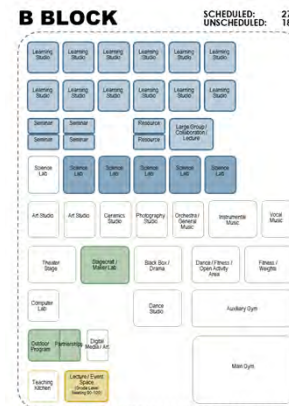 B BLOCK
SCHEDULED: 27
UNSCHEDULED: 18
Learning Studio Learning Studio Learning Studio Learning Studio Learning Studio Learning Studio
Learning Studio Learning Studio Learning Studio Learning Studio Learning Studio Learning Studio
Seminar Seminar Resource Large Group / Collaboration / Lecture
Seminar Seminar Resource
Science Lab Science Lab Science Lab Science Lab Science Lab Science Lab
Art Studio Art Studio Ceramics Studio Photography Studio Orchestra / General Music Instrumental Music Vocal Music
Theater Stage Stagecraft / Maker Lab Black Box / Drama Dance / Fitness / Open Activity Area Fitness / Weights
Computer Lab Dance Studio Auxiliary Gym
Outdoor Program Partnerships Digital Media / Art Main Gym
Teaching Kitchen Lecture / Event Space